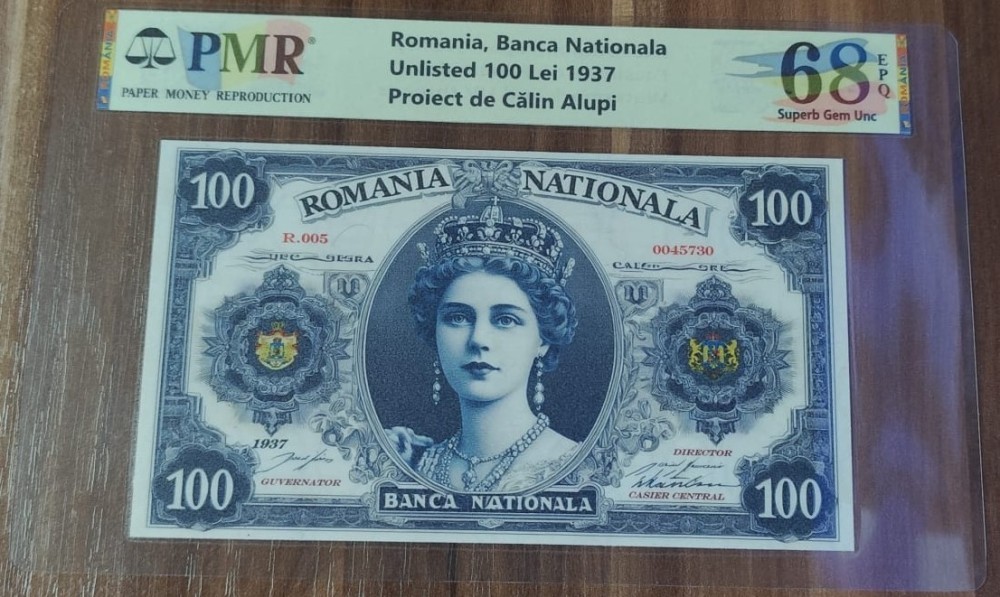 PMR®
PAPER MONEY REPRODUCTION
Romania, Banca Nationala
Unlisted 100 Lei 1937
Proiect de Călin Alupi
68
EPQ
Superb Gem Unc
ROMÂNIA
100
ROMANIA NATIONALA
100
R.005
0045730
1937
GUVERNATOR
DIRECTOR
CASIER CENTRAL
100
BANCA NATIONALA
100